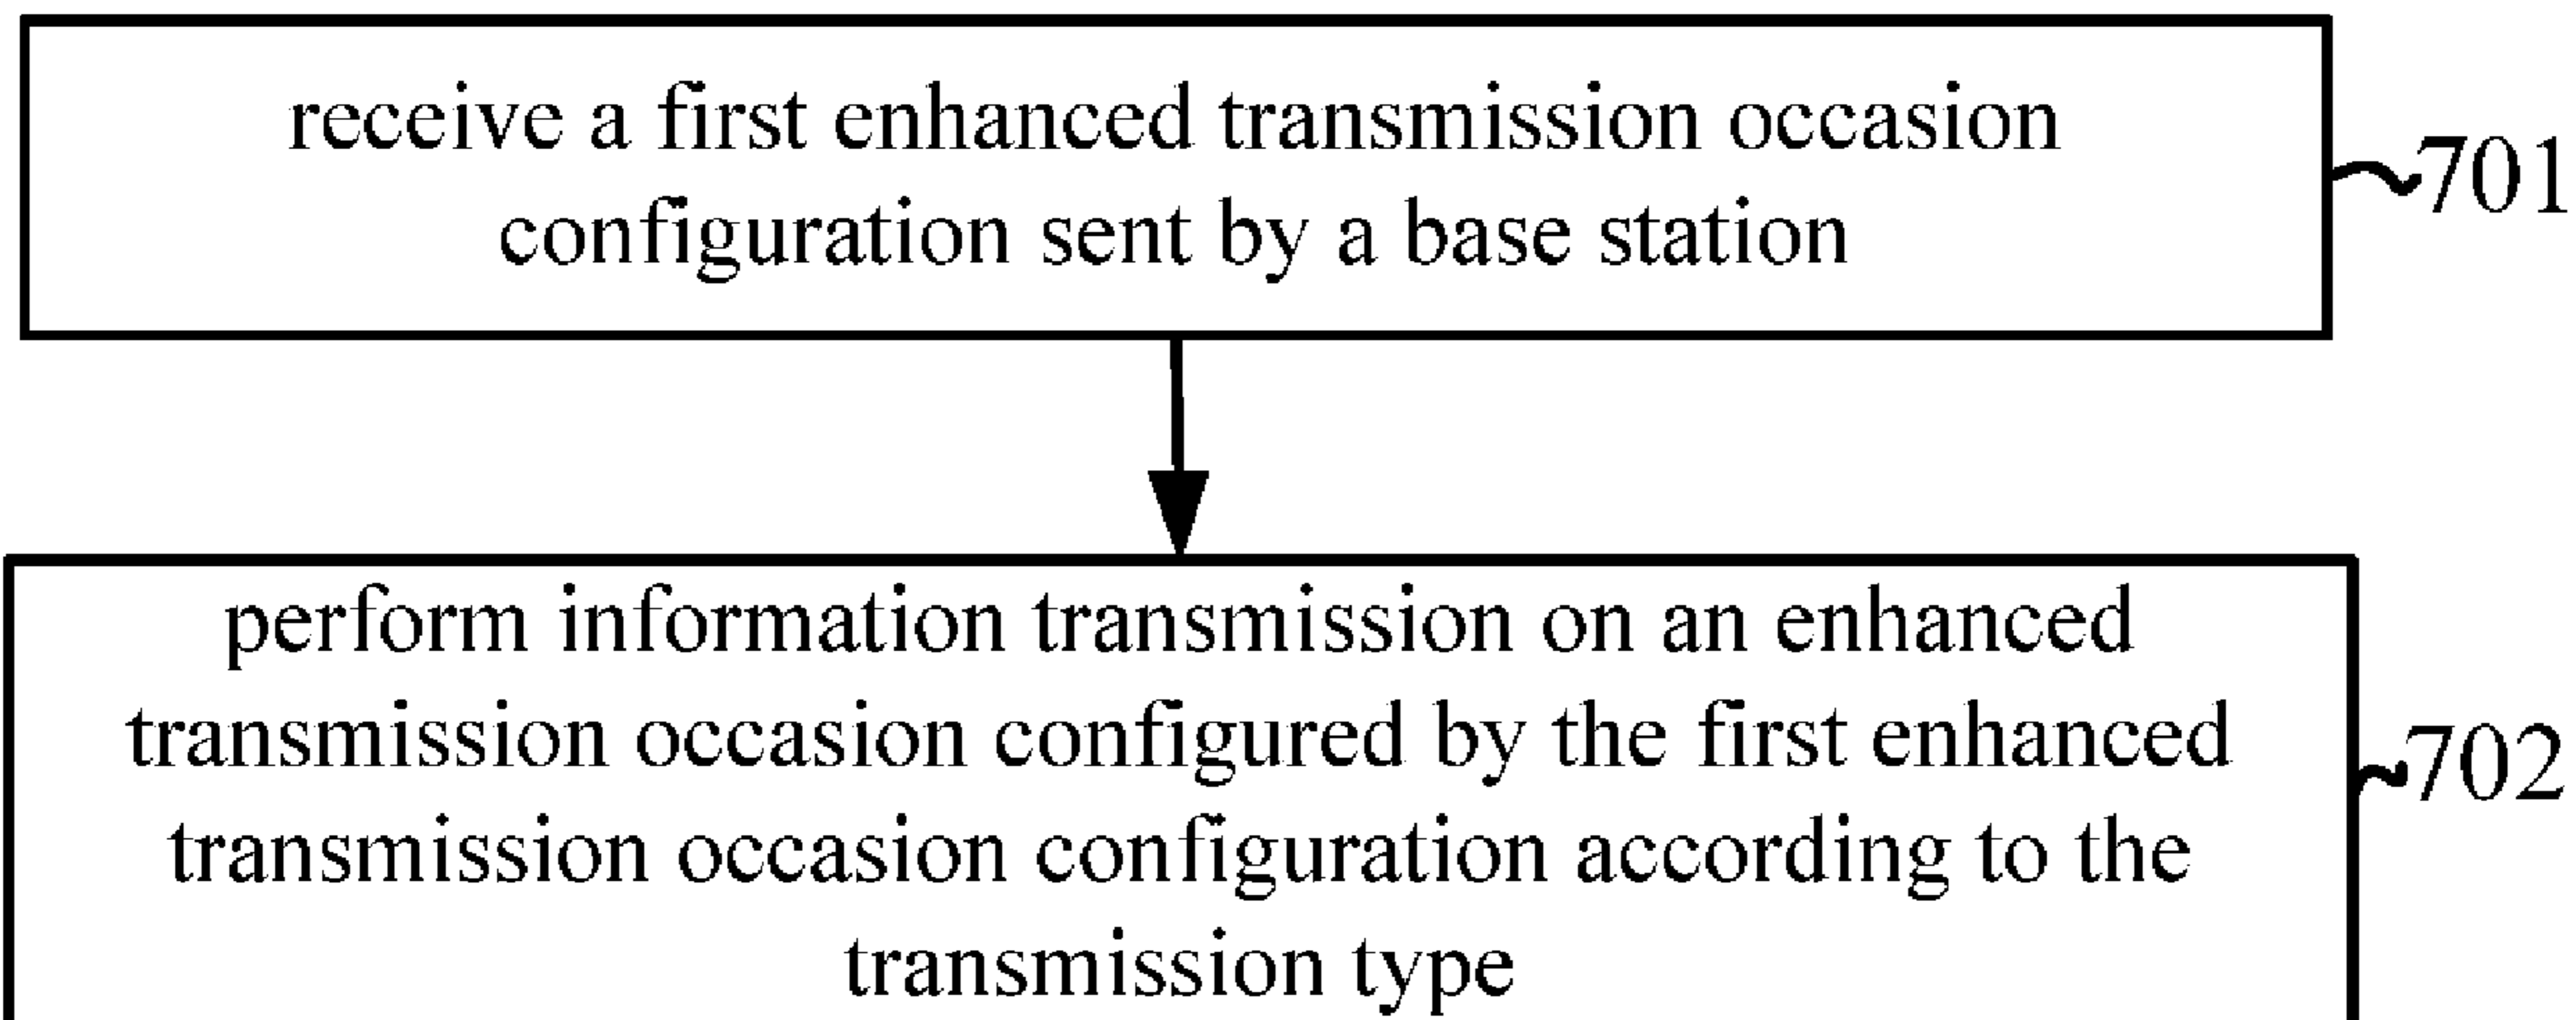 receive a first enhanced transmission occasion
configuration sent by a base station
701
perform information transmission on an enhanced
transmission occasion configured by the first enhanced
transmission occasion configuration according to the
transmission type
702